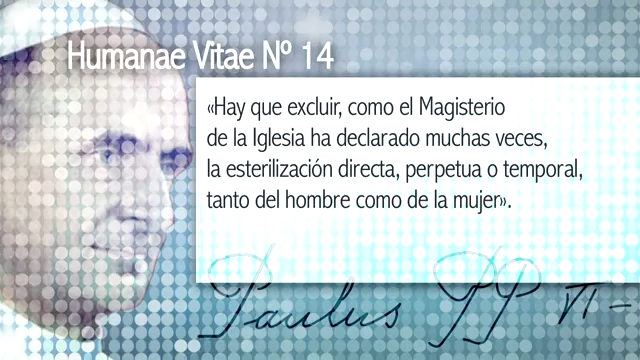 Humanae Vitae Nº 14
«Hay que excluir, como el Magisterio
de la Iglesia ha declarado muchas veces,
la esterilización directa, perpetua o temporal,
tanto del hombre como de la mujer».
Paulus PP VI –